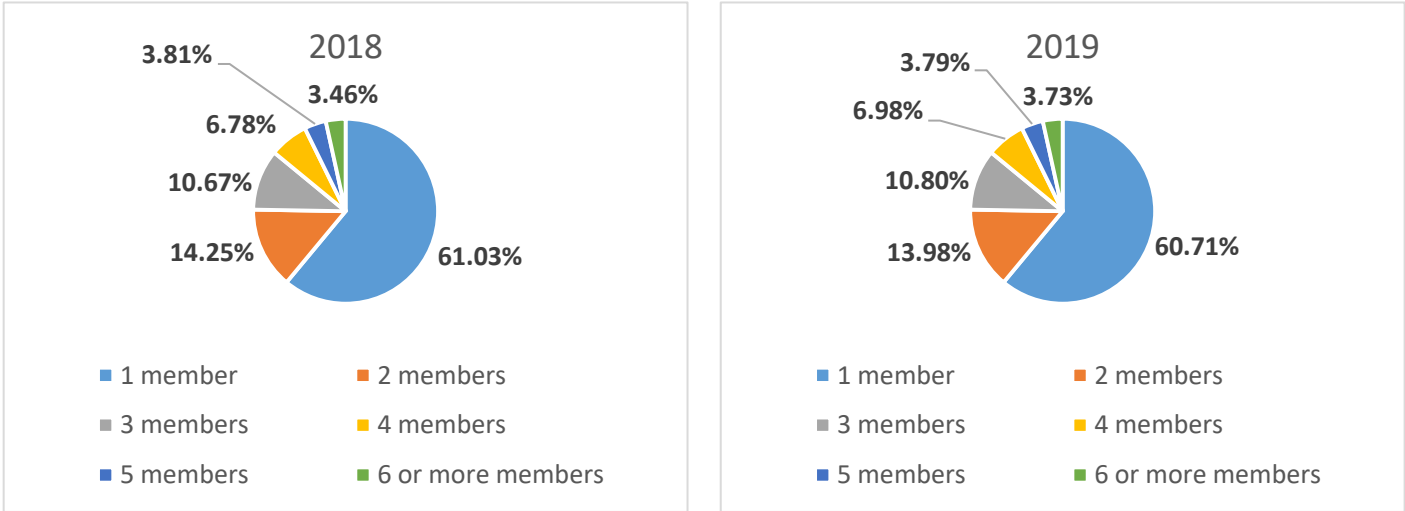 2018
3.81%
3.46%
6.78%
10.67%
14.25%
61.03%
1 member
2 members
3 members
4 members
5 members
6 or more members
2019
3.79%
3.73%
6.98%
10.80%
13.98%
60.71%
1 member
2 members
3 members
4 members
5 members
6 or more members